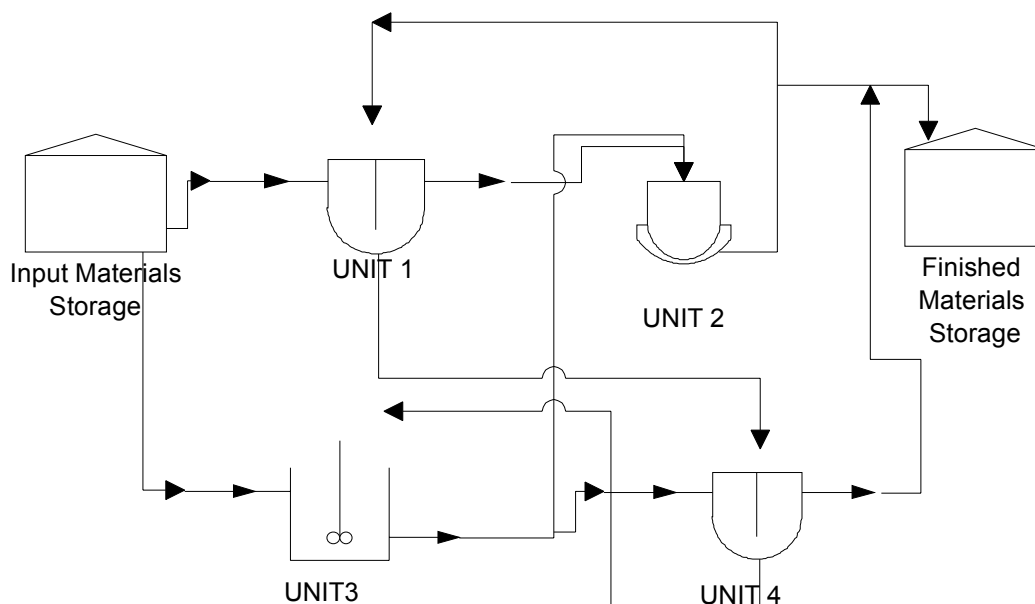 Input Materials
Storage
UNIT 1
UNIT 2
Finished
Materials
Storage
UNIT3
UNIT 4